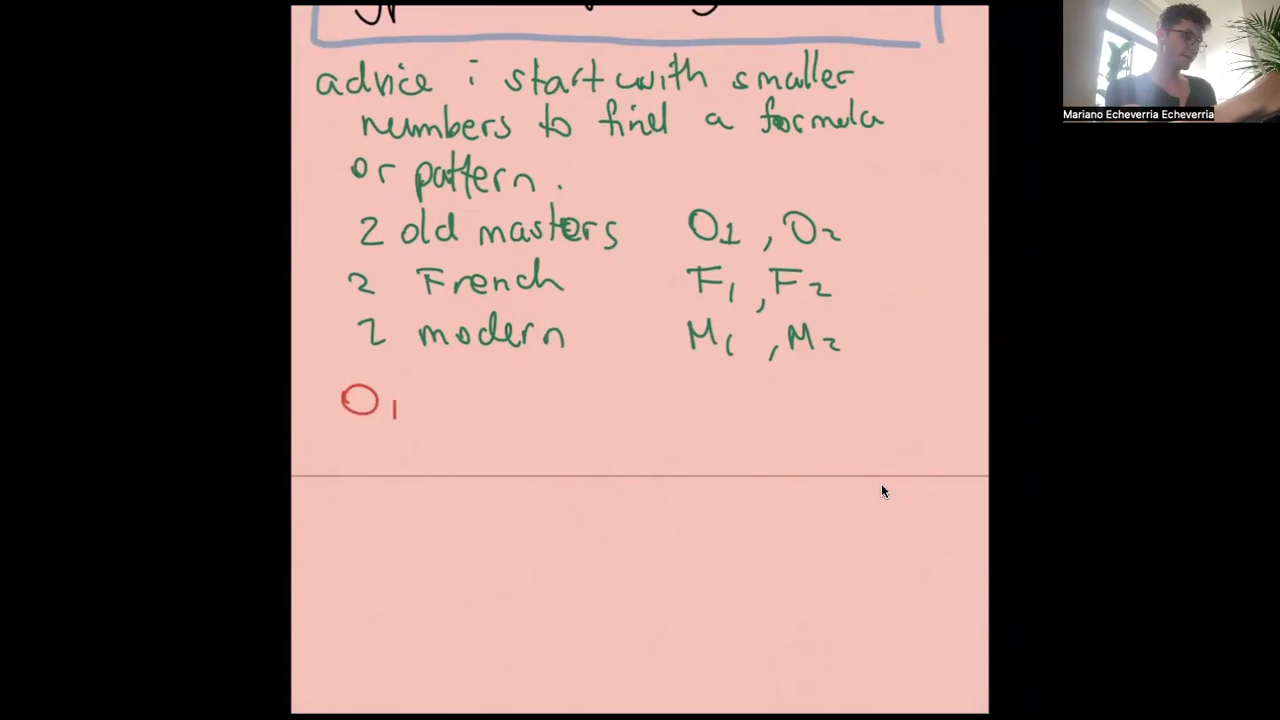 advice : start with smaller
numbers to find a formula
or pattern.
2 old masters O1, O2
2 French F1, F2
2 modern M1, M2
O1
Mariano Echeverria Echeverria